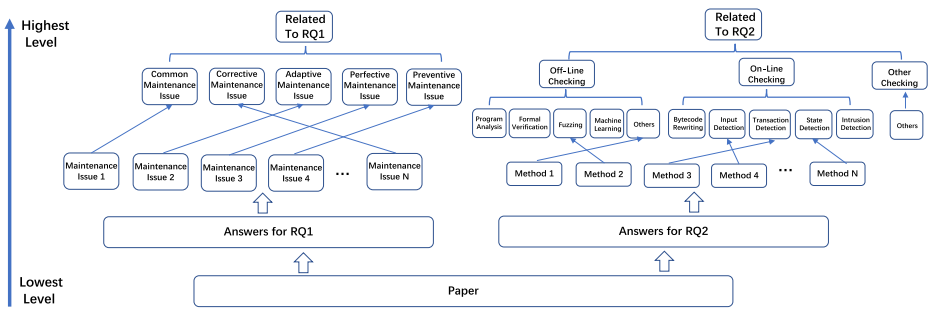 Highest
Level
Related
To RQ1
Common
Maintenance
Issue
Corrective
Maintenance
Issue
Adaptive
Maintenance
Issue
Perfective
Maintenance
Issue
Preventive
Maintenance
Issue
Maintenance
Issue 1
Maintenance
Issue 2
Maintenance
Issue 3
Maintenance
Issue 4
...
Maintenance
Issue N
Answers for RQ1
Related
To RQ2
Off-Line
Checking
On-Line
Checking
Other
Checking
Program
Analysis
Formal
Verification
Fuzzing
Machine
Learning
Others
Bytecode
Rewriting
Input
Detection
Transaction
Detection
State
Detection
Intrusion
Detection
Others
Method 1
Method 2
Method 3
Method 4
...
Method N
Answers for RQ2
Lowest
Level
Paper